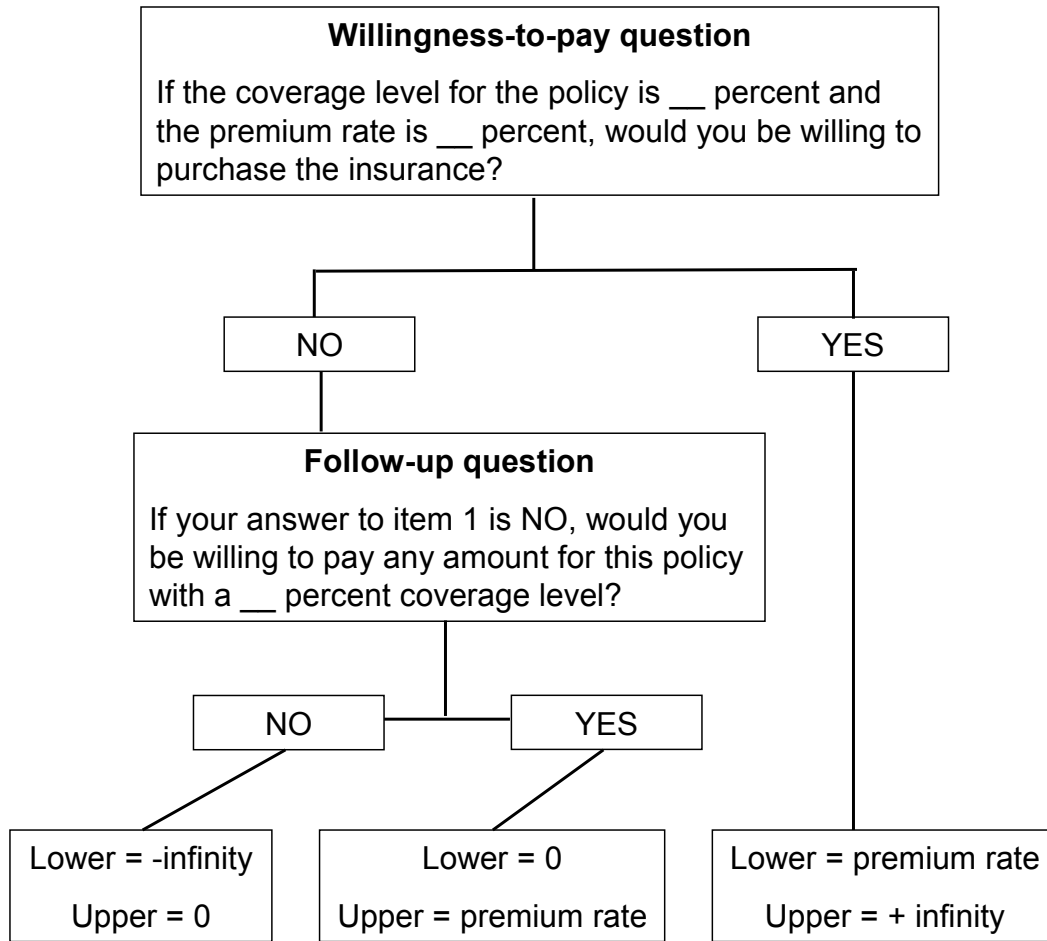 Willingness-to-pay question
If the coverage level for the policy is __ percent and
the premium rate is __ percent, would you be willing to
purchase the insurance?
NO
YES
Follow-up question
If your answer to item 1 is NO, would you
be willing to pay any amount for this policy
with a __ percent coverage level?
NO
YES
Lower = -infinity
Upper = 0
Lower = 0
Upper = premium rate
Lower = premium rate
Upper = + infinity